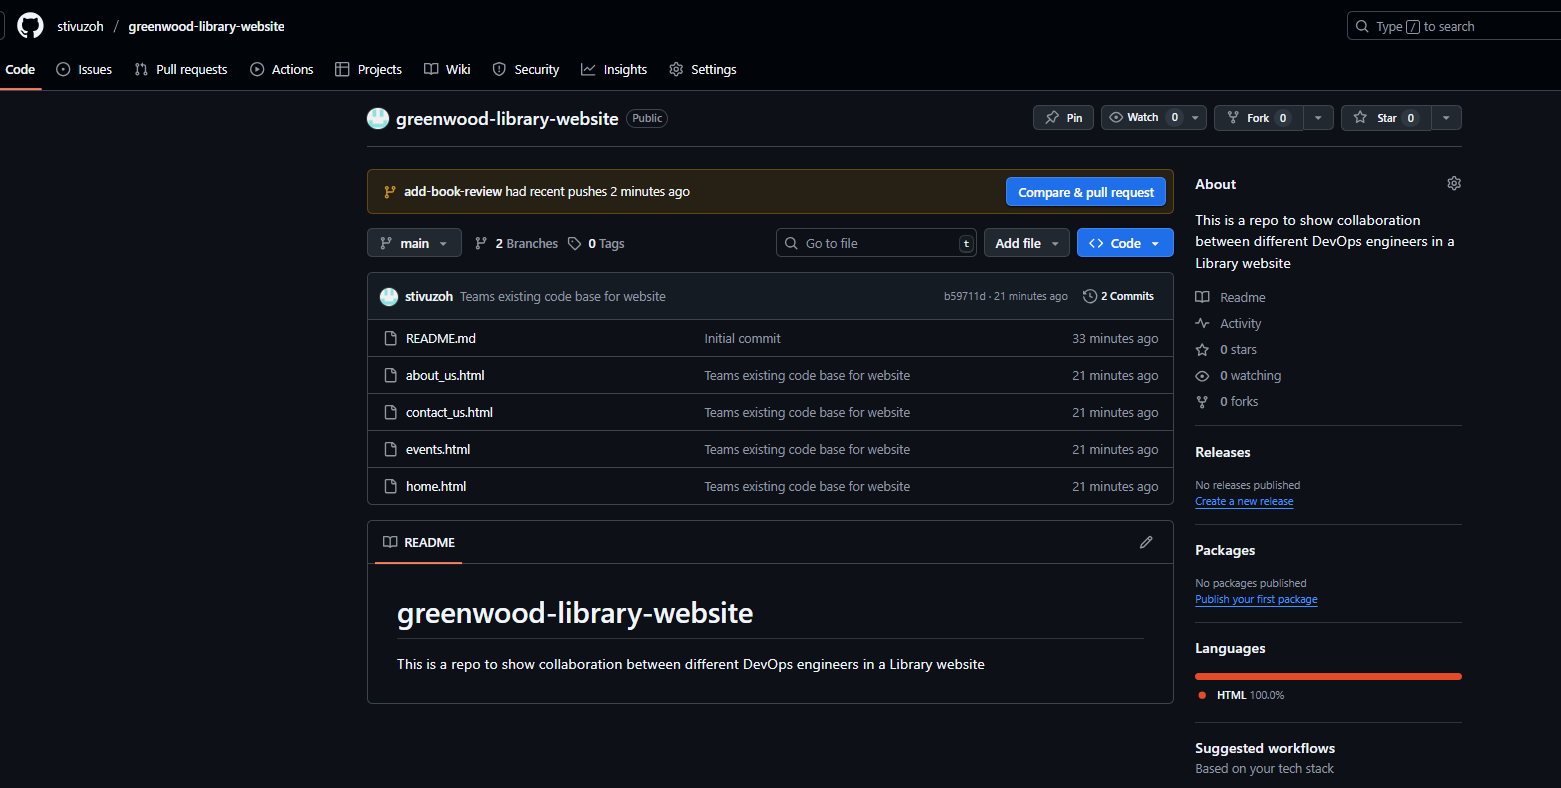 stivuzoh / greenwood-library-website
Type / to search
Code Issues Pull requests Actions Projects Wiki Security Insights Settings
greenwood-library-website Public
Pin Watch 0 Fork 0 Star 0
add-book-review had recent pushes 2 minutes ago
Compare & pull request
main 2 Branches 0 Tags
Go to file t
Add file
<> Code
stivuzoh Teams existing code base for website b59711d · 21 minutes ago 2 Commits
README.md Initial commit 33 minutes ago
about_us.html Teams existing code base for website 21 minutes ago
contact_us.html Teams existing code base for website 21 minutes ago
events.html Teams existing code base for website 21 minutes ago
home.html Teams existing code base for website 21 minutes ago
README
greenwood-library-website
This is a repo to show collaboration between different DevOps engineers in a Library website
About
This is a repo to show collaboration
between different DevOps engineers in a
Library website
Readme
Activity
0 stars
0 watching
0 forks
Releases
No releases published
Create a new release
Packages
No packages published
Publish your first package
Languages
HTML 100.0%
Suggested workflows
Based on your tech stack